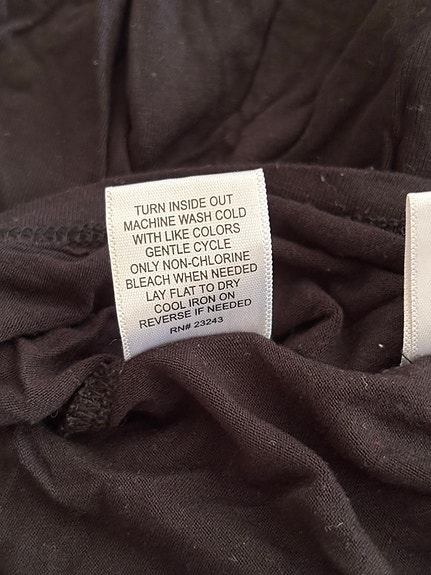 TURN INSIDE OUT
MACHINE WASH COLD
WITH LIKE COLORS
GENTLE CYCLE
ONLY NON-CHLORINE
BLEACH WHEN NEEDED
LAY FLAT TO DRY
COOL IRON ON
REVERSE IF NEEDED
RN# 23243